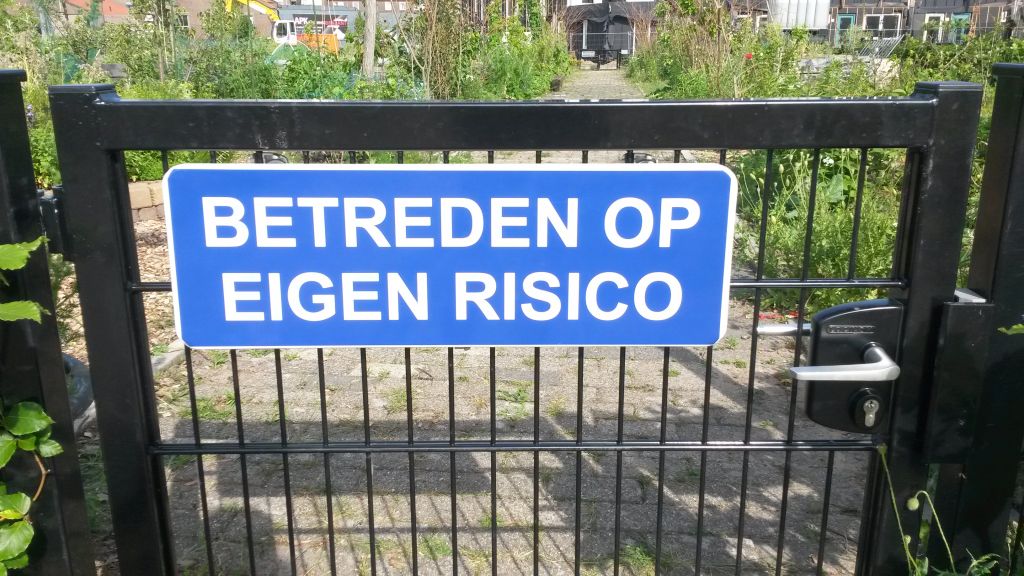 BETREDEN OP
EIGEN RISICO